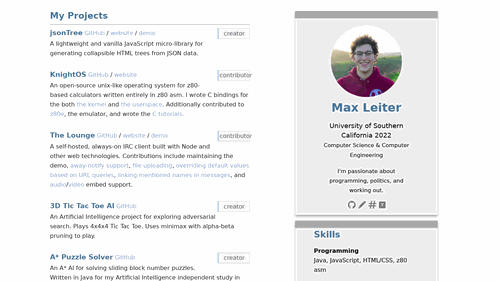 My Projects
jsonTree GitHub / website / demo
creator
A lightweight and vanilla JavaScript micro-library for
generating collapsible HTML trees from JSON data.
KnightOS GitHub / website
contributor
An open-source unix-like operating system for z80-
based calculators written entirely in z80 asm. I wrote C bindings for
the both the kernel and the userspace. Additionally contributed to
z80e, the emulator, and wrote the C tutorials.
The Lounge GitHub / website / demo
contributor
A self-hosted, always-on IRC client built with Node and
other web technologies. Contributions include maintaining the
demo, away-notify support, file uploading, overriding default values
based on URL queries, linking mentioned names in messages, and
audio/video embed support.
3D Tic Tac Toe AI GitHub
creator
An Artificial Intelligence project for exploring adversarial
search. Plays 4x4x4 Tic Tac Toe. Uses minimax with alpha-beta
pruning to play.
A* Puzzle Solver GitHub
creator
An A* AI for solving sliding block number puzzles.
Written in Java for my Artificial Intelligence independent study in
Max Leiter
University of Southern
California 2022
Computer Science & Computer
Engineering
I'm passionate about
programming, politics, and
working out.
Skills
Programming
Java, JavaScript, HTML/CSS, z80
asm